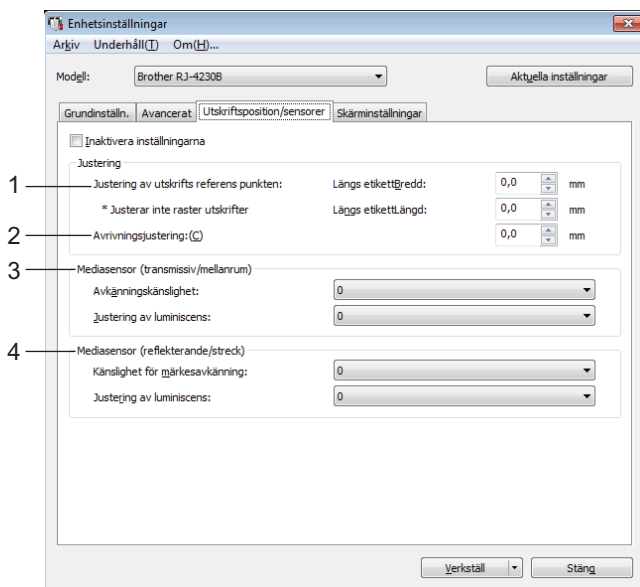 Enhetsinställningar
Arkiv Underhåll(T) Om(H)...
Modell: Brother RJ-4230B Aktuella inställningar
Grundinställn. Avancerat Utskriftsposition/sensorer Skärminställningar
Inaktivera inställningarna
Justering
1 Justering av utskrifts referens punkten: Längs etikettBredd: 0,0 mm
* Justerar inte raster utskrifter Längs etikettLängd: 0,0 mm
2 Avrivningsjustering:(C) 0,0 mm
3 Mediasensor (transmissiv/mellanrum)
Avkänningskänslighet: 0
Justering av luminiscens: 0
4 Mediasensor (reflekterande/streck)
Känslighet för märkesavkänning: 0
Justering av luminiscens: 0
Verkställ Stäng